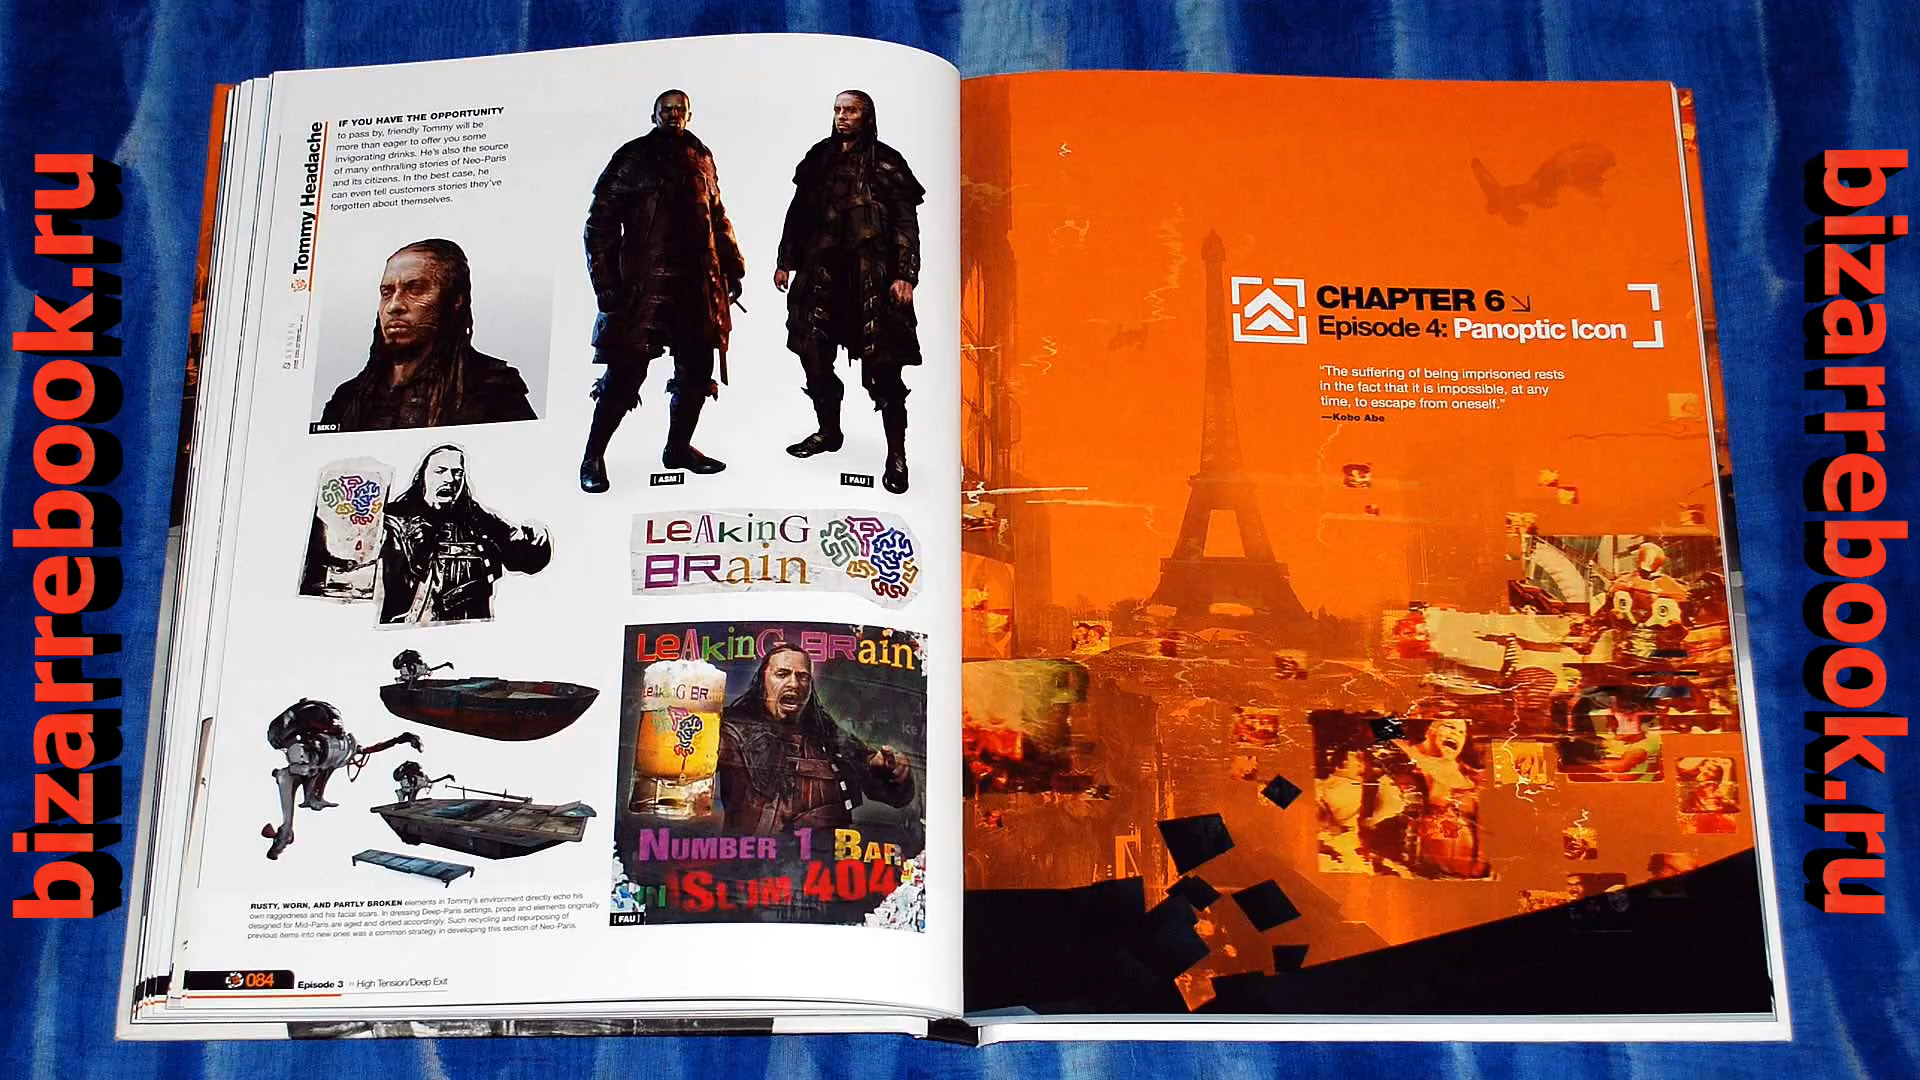 bizarrebook.ru
Tommy Headache
IF YOU HAVE THE OPPORTUNITY
to pass by, friendly Tommy will be
more than eager to offer you some
invigorating drinks. He's also the source
of many enthralling stories of Neo-Paris
and its citizens. In the best case, he
can even tell customers stories they've
forgotten about themselves.
SENSEN
[ BEKO ]
[ ASM ]
[ FAU ]
LeAkinG
BRain
LeAkinG BRain
LeAkinG BR
NUMBER 1 BAR
in SLUM 404
[ FAU ]
RUSTY, WORN, AND PARTLY BROKEN elements in Tommy's environment directly echo his
own raggedness and his facial scars. In dressing Deep-Paris settings, props and elements originally
designed for Mid-Paris are aged and dirtied accordingly. Such recycling and repurposing of
previous items into new ones was a common strategy in developing this section of Neo-Paris.
084 Episode 3 High Tension/Deep Exit
CHAPTER 6
Episode 4: Panoptic Icon
"The suffering of being imprisoned rests
in the fact that it is impossible, at any
time, to escape from oneself."
—Kobo Abe
bizarrebook.ru